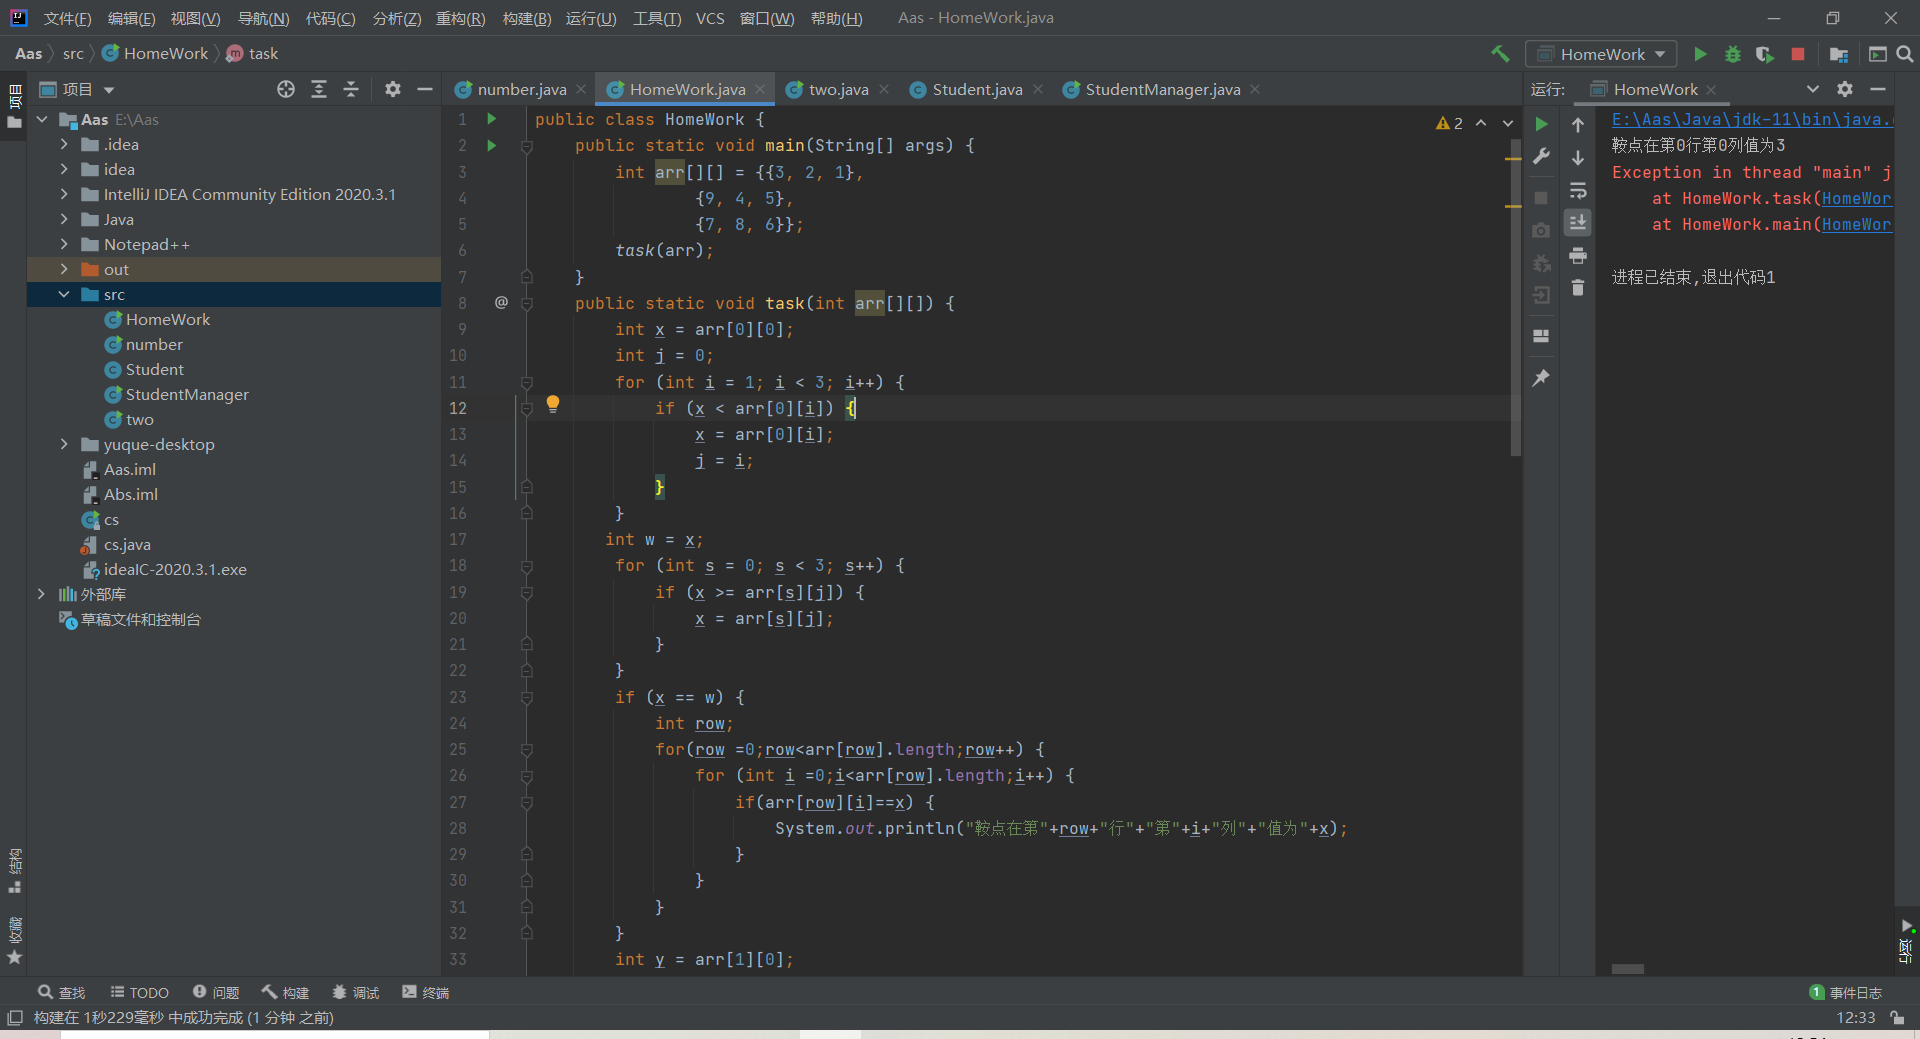 文件(F) 编辑(E) 视图(V) 导航(N) 代码(C) 分析(Z) 重构(R) 构建(B) 运行(U) 工具(T) VCS 窗口(W) 帮助(H) Aas - HomeWork.java
Aas src HomeWork task
HomeWork
项目
number.java HomeWork.java two.java Student.java StudentManager.java
运行: HomeWork
项目
Aas E:\Aas
.idea
idea
IntelliJ IDEA Community Edition 2020.3.1
Java
Notepad++
out
src
HomeWork
number
Student
StudentManager
two
yuque-desktop
Aas.iml
Abs.iml
cs
cs.java
ideaIC-2020.3.1.exe
外部库
草稿文件和控制台
结构
收藏
2
1 public class HomeWork {
2 public static void main(String[] args) {
3 int arr[][] = {{3, 2, 1},
4 {9, 4, 5},
5 {7, 8, 6}};
6 task(arr);
7 }
8 @ public static void task(int arr[][]) {
9 int x = arr[0][0];
10 int j = 0;
11 for (int i = 1; i < 3; i++) {
12 if (x < arr[0][i]) {
13 x = arr[0][i];
14 j = i;
15 }
16 }
17 int w = x;
18 for (int s = 0; s < 3; s++) {
19 if (x >= arr[s][j]) {
20 x = arr[s][j];
21 }
22 }
23 if (x == w) {
24 int row;
25 for(row =0;row<arr[row].length;row++) {
26 for (int i =0;i<arr[row].length;i++) {
27 if(arr[row][i]==x) {
28 System.out.println("鞍点在第"+row+"行"+"第"+i+"列"+"值为"+x);
29 }
30 }
31 }
32 }
33 int y = arr[1][0];
E:\Aas\Java\jdk-11\bin\java.
鞍点在第0行第0列值为3
Exception in thread "main" j
at HomeWork.task(HomeWor
at HomeWork.main(HomeWor
进程已结束,退出代码1
运行
查找 TODO 问题 构建 调试 终端 1 事件日志
构建在 1秒229毫秒 中成功完成 (1 分钟 之前) 12:33